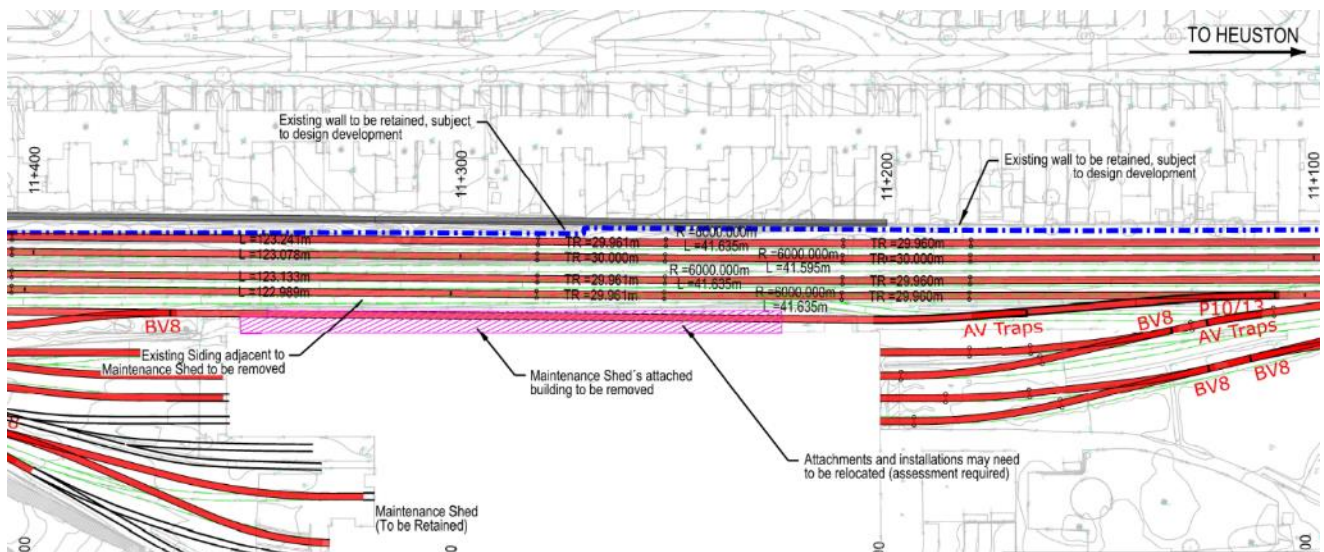 TO HEUSTON
Existing wall to be retained, subject
to design development
Existing wall to be retained, subject
to design development
11+400
11+300
11+200
11+100
R =6000.000m
L =123.241m
TR =29.961m
L =41.635m
TR =29.960m
L =123.078m
TR =30.000m
R =6000.000m
L =41.595m
TR =30.000m
L =123.133m
TR =29.961m
R =6000.000m
L =41.635m
TR =29.960m
L =122.989m
TR =29.961m
R =6000.000m
L =41.635m
TR =29.960m
BV8
AV Traps
BV8
P10/13
AV Traps
BV8
BV8
Existing Siding adjacent to
Maintenance Shed to be removed
Maintenance Shed´s attached
building to be removed
Attachments and installations may need
to be relocated (assessment required)
Maintenance Shed
(To be Retained)